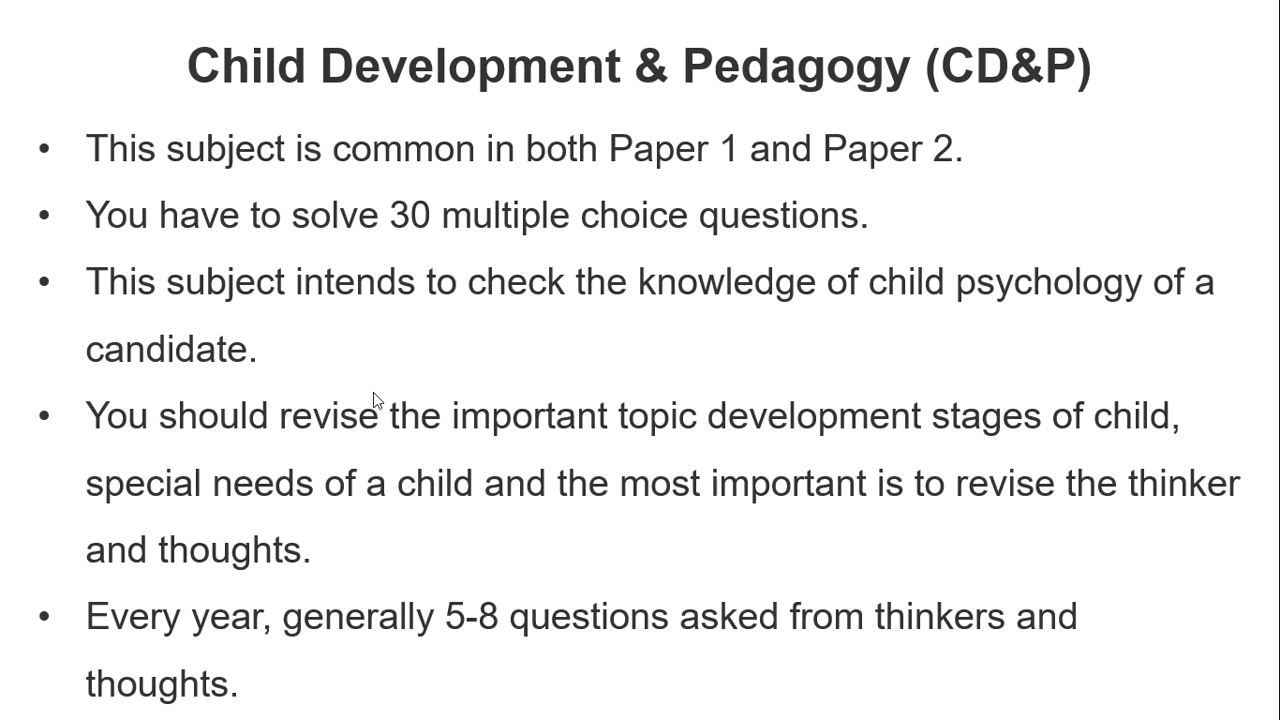 Child Development & Pedagogy (CD&P)
• This subject is common in both Paper 1 and Paper 2.
• You have to solve 30 multiple choice questions.
• This subject intends to check the knowledge of child psychology of a
candidate.
• You should revise the important topic development stages of child,
special needs of a child and the most important is to revise the thinker
and thoughts.
• Every year, generally 5-8 questions asked from thinkers and
thoughts.